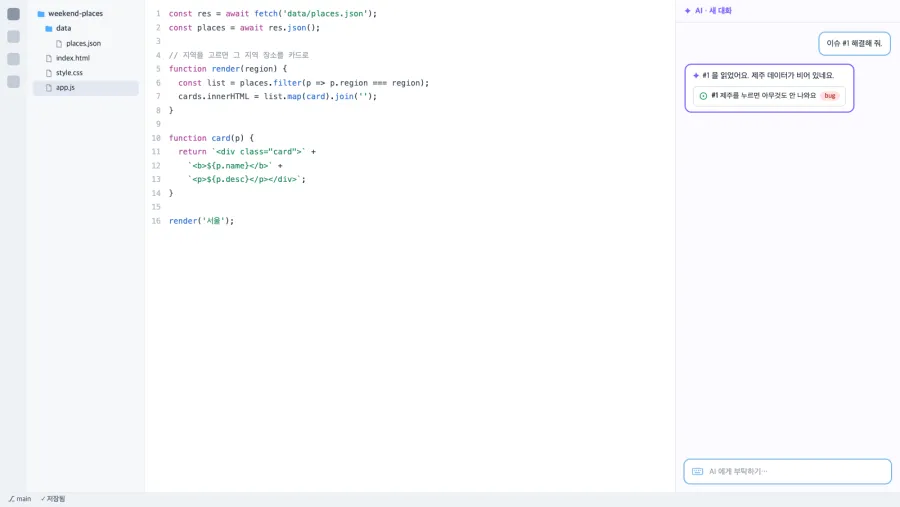 weekend-places
data
places.json
index.html
style.css
app.js
1 const res = await fetch('data/places.json');
2 const places = await res.json();
3
4 // 지역을 고르면 그 지역 장소를 카드로
5 function render(region) {
6 const list = places.filter(p => p.region === region);
7 cards.innerHTML = list.map(card).join('');
8 }
9
10 function card(p) {
11 return `<div class="card">` +
12 `<b>${p.name}</b>` +
13 `<p>${p.desc}</p></div>`;
14 }
15
16 render('서울');
AI · 새 대화
이슈 #1 해결해 줘.
#1 을 읽었어요. 제주 데이터가 비어 있네요.
#1 제주를 누르면 아무것도 안 나와요 bug
AI 에게 부탁하기…
main ✓ 저장됨